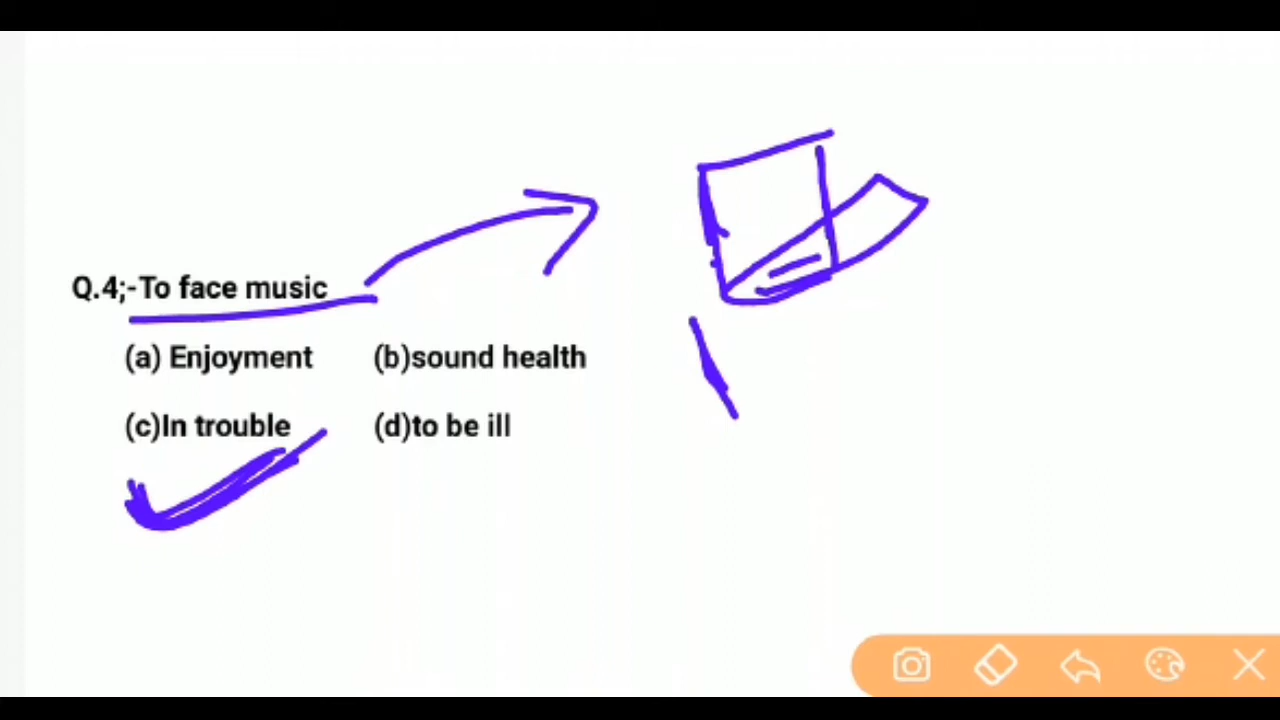 Q.4;-To face music
(a) Enjoyment (b)sound health
(c)In trouble (d)to be ill